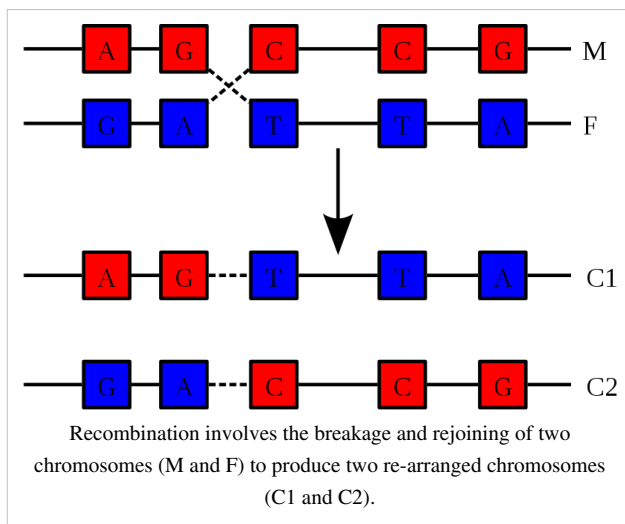 A G C C G M
G A T T A F
A G T T A C1
G A C C G C2
Recombination involves the breakage and rejoining of two
chromosomes (M and F) to produce two re-arranged chromosomes
(C1 and C2).